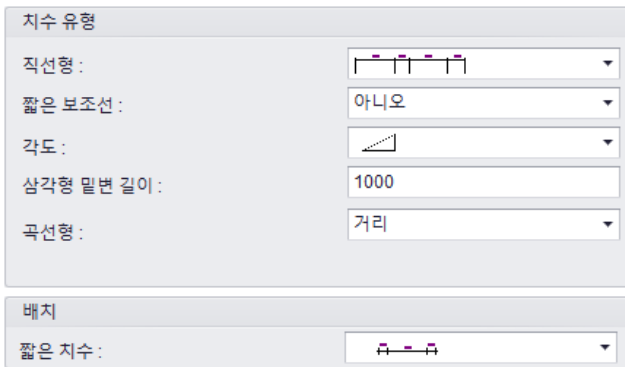 치수 유형
직선형 :
짧은 보조선 : 아니오
각도 :
삼각형 밑변 길이 : 1000
곡선형 : 거리
배치
짧은 치수 :